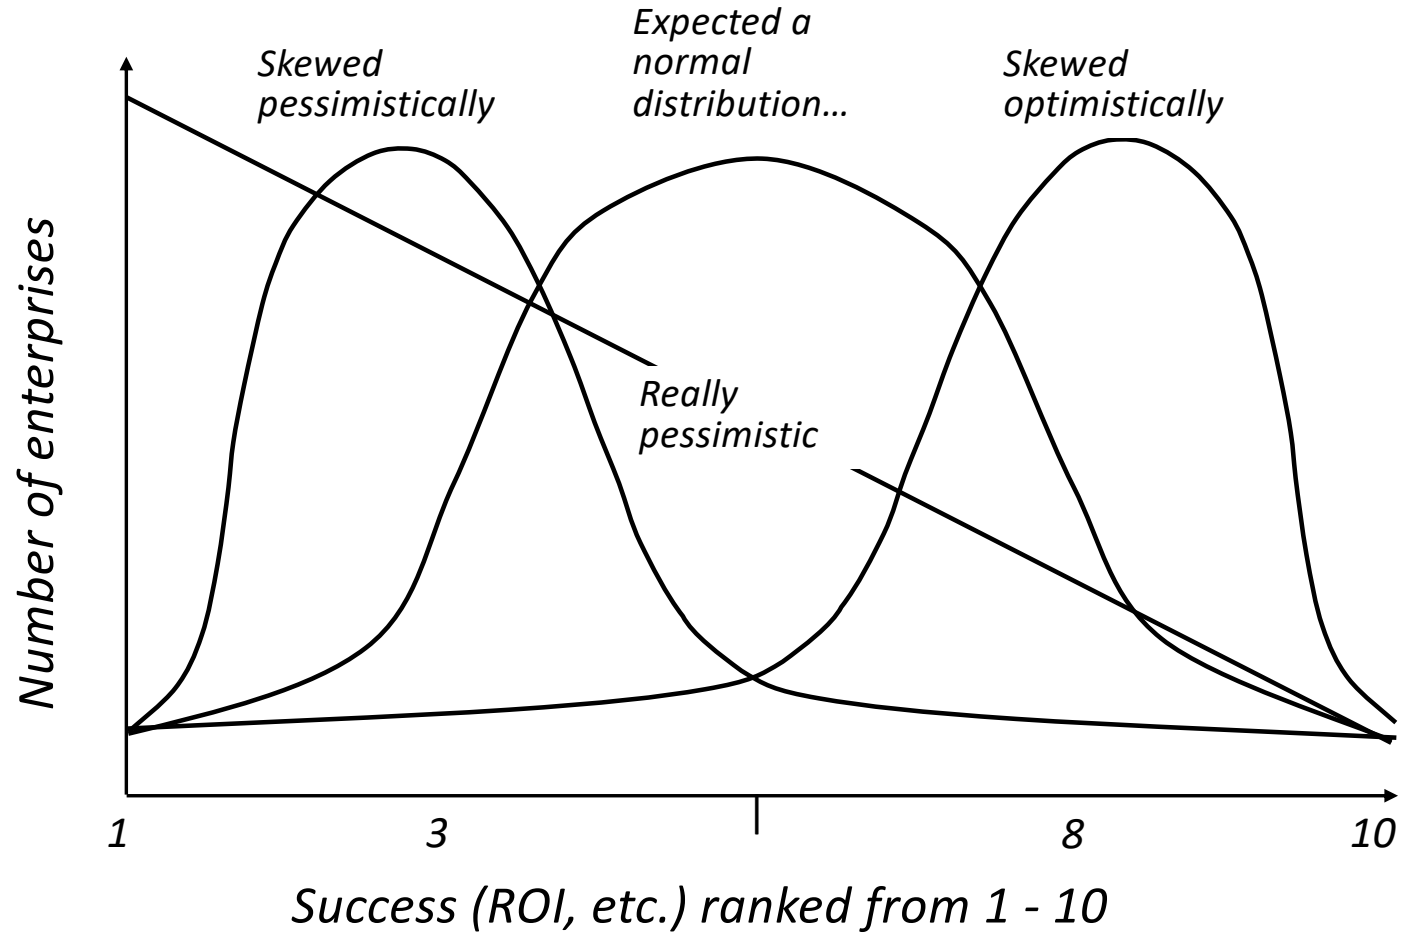 Expected a
normal
distribution…
Skewed
pessimistically
Skewed
optimistically
Number of enterprises
Really
pessimistic
1
3
8
10
Success (ROI, etc.) ranked from 1 - 10